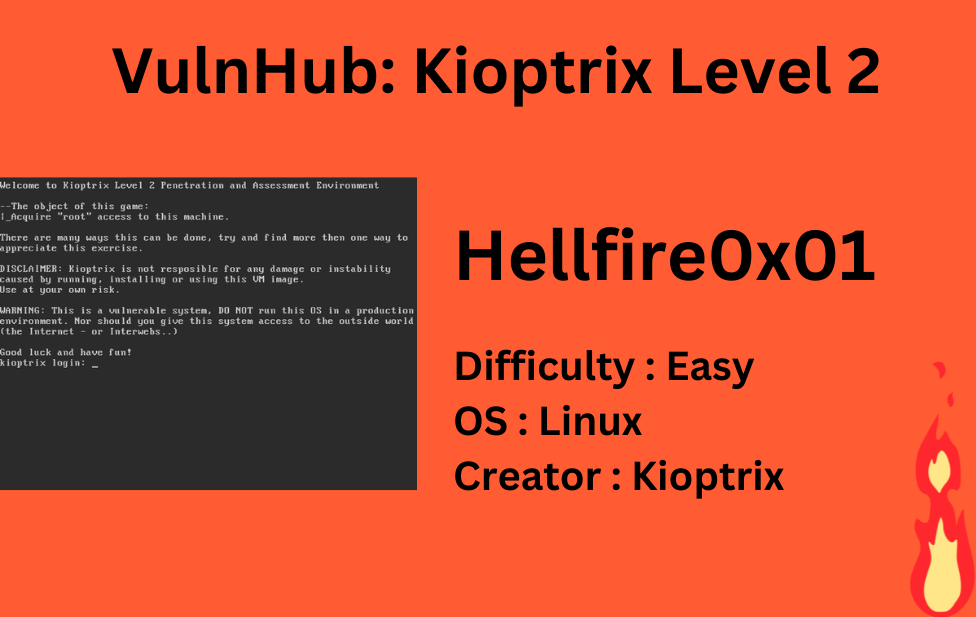 VulnHub: Kioptrix Level 2
Welcome to Kioptrix Level 2 Penetration and Assessment Environment
--The object of this game:
|_Acquire "root" access to this machine.
There are many ways this can be done, try and find more then one way to
appreciate this exercise.
DISCLAIMER: Kioptrix is not resposible for any damage or instability
caused by running, installing or using this VM image.
Use at your own risk.
WARNING: This is a vulnerable system, DO NOT run this OS in a production
environment. Nor should you give this system access to the outside world
(the Internet - or Interwebs..)
Good luck and have fun!
kioptrix login: _
Hellfire0x01
Difficulty : Easy
OS : Linux
Creator : Kioptrix